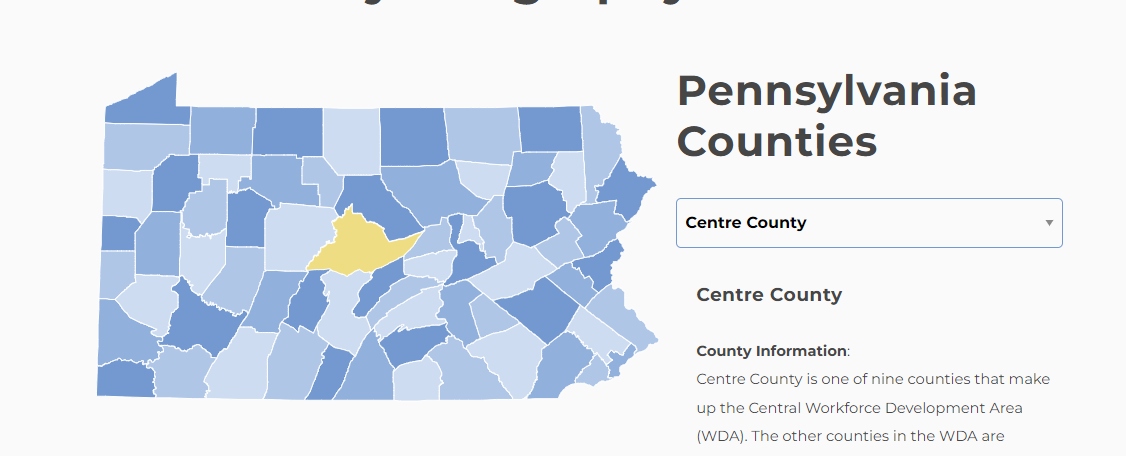 Pennsylvania
Counties
Centre County
Centre County
County Information:
Centre County is one of nine counties that make
up the Central Workforce Development Area
(WDA). The other counties in the WDA are